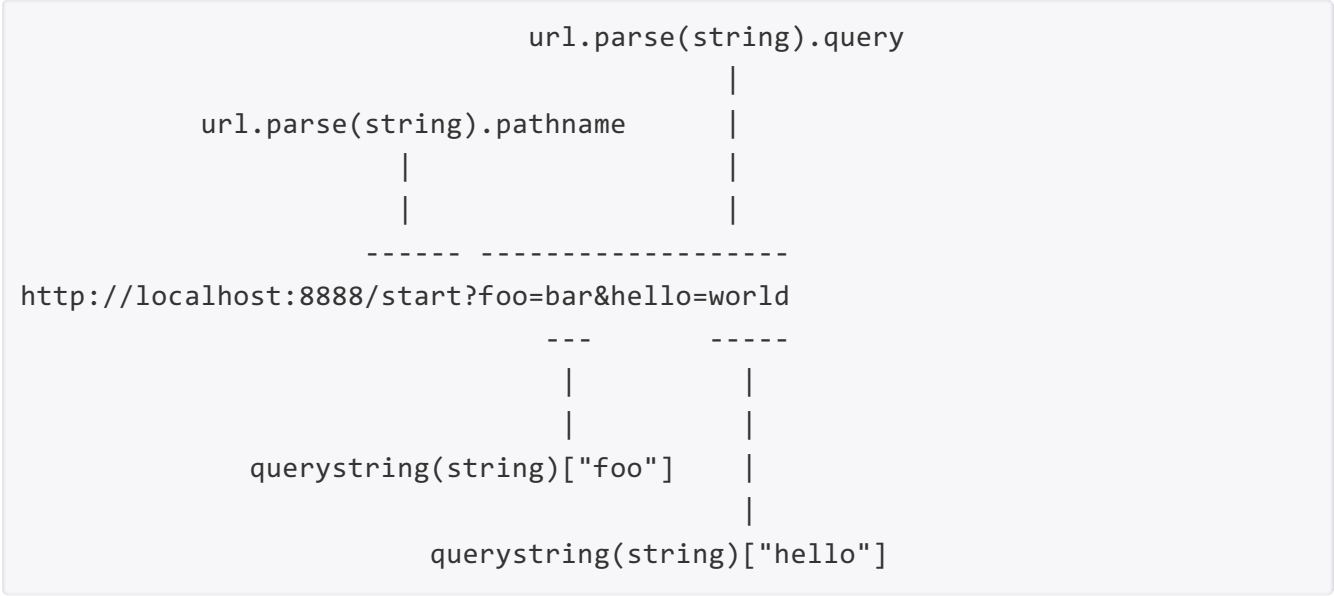 url.parse(string).query
|
url.parse(string).pathname |
| |
| |
------ -------------------
http://localhost:8888/start?foo=bar&hello=world
--- -----
| |
| |
querystring(string)["foo"] |
|
querystring(string)["hello"]